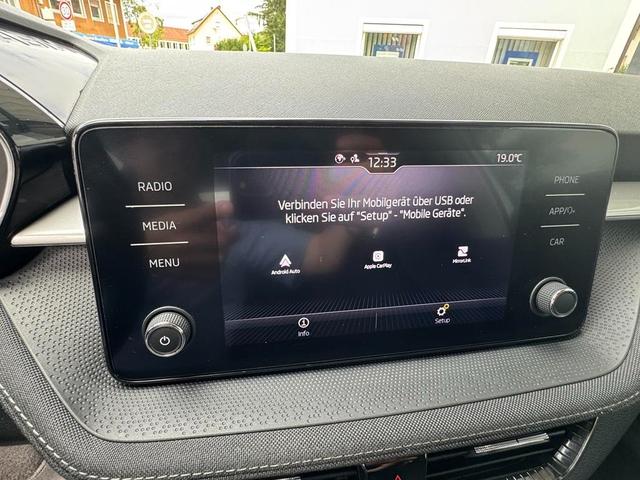 12:33
19.0°C
RADIO
MEDIA
MENU
Verbinden Sie Ihr Mobilgerät über USB oder
klicken Sie auf "Setup" - "Mobile Geräte".
Android Auto
Apple CarPlay
MirrorLink
Info
Setup
PHONE
APP/
CAR